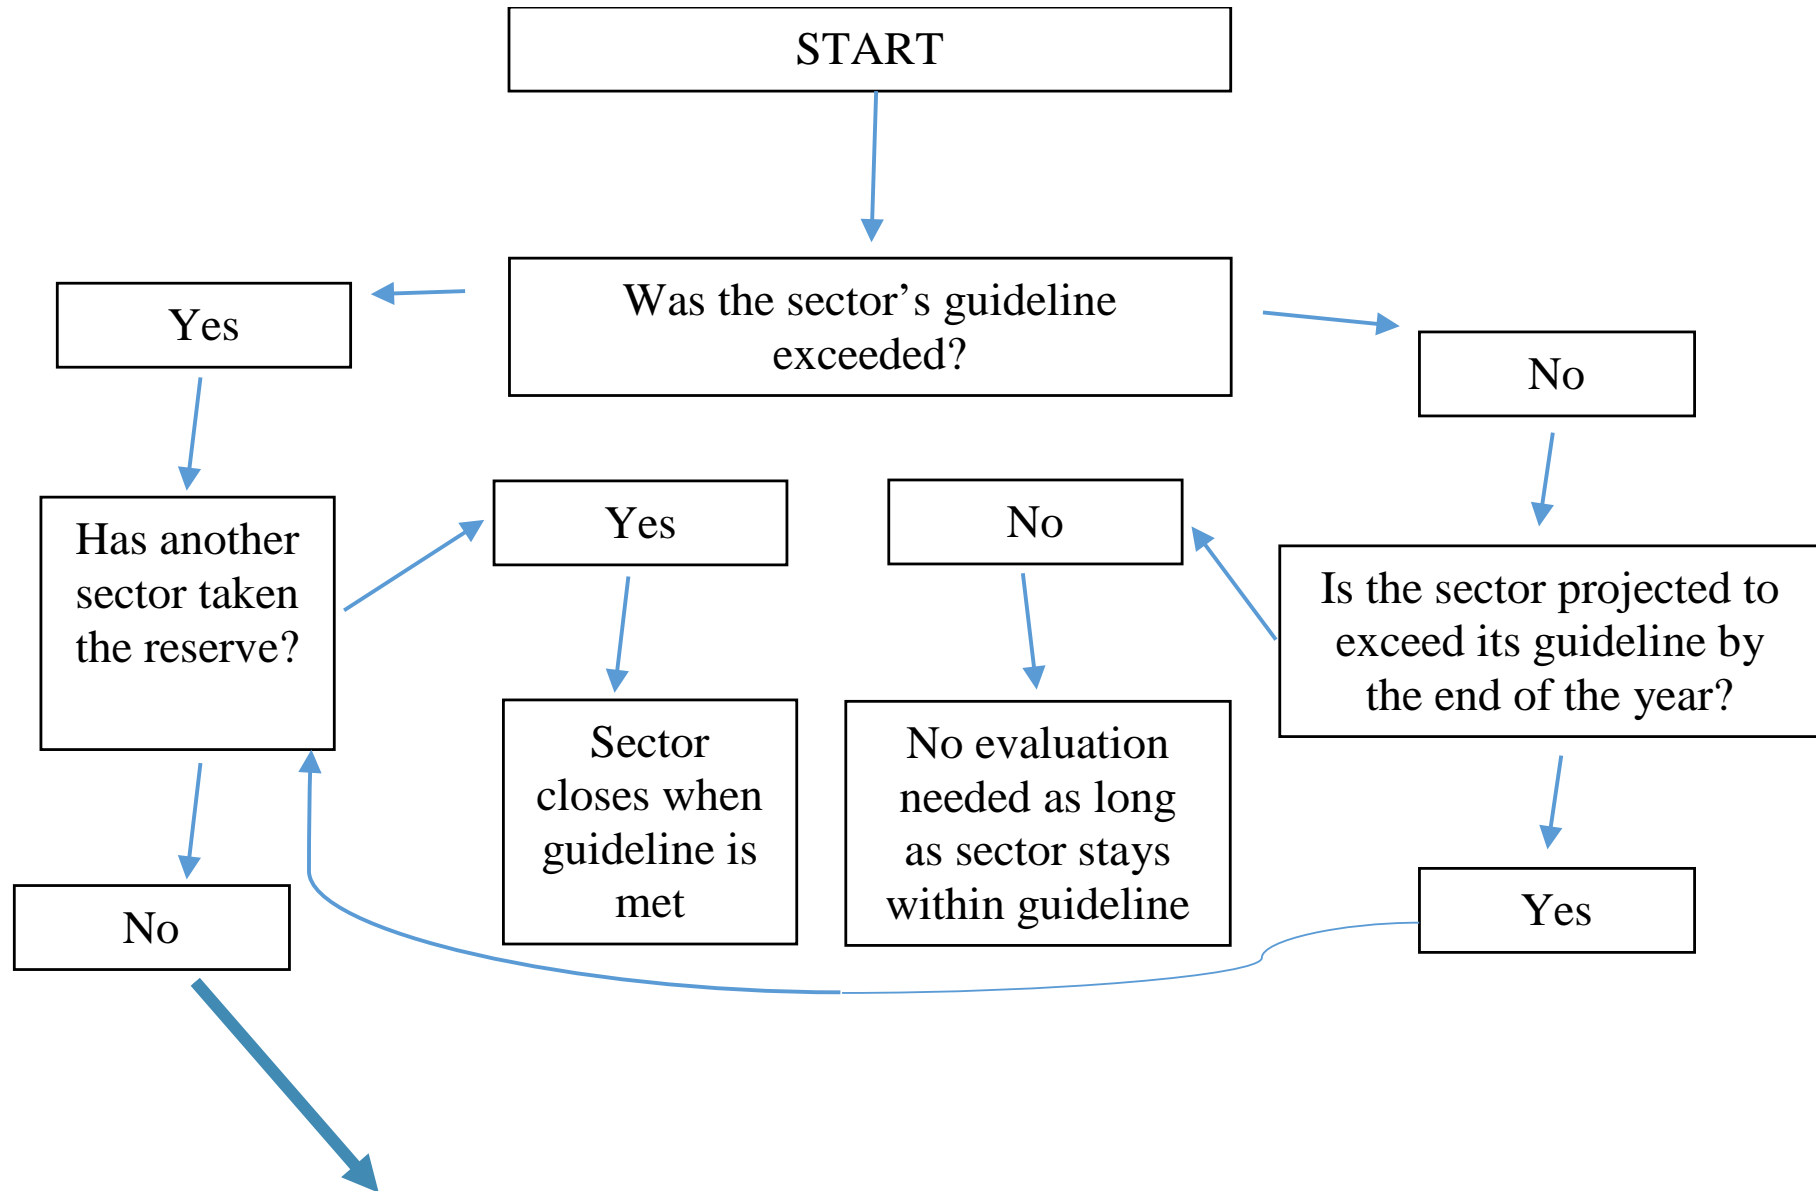 START
Was the sector’s guideline
exceeded?
Yes
No
Has another
sector taken
the reserve?
Yes
No
Is the sector projected to
exceed its guideline by
the end of the year?
Sector
closes when
guideline is
met
No evaluation
needed as long
as sector stays
within guideline
No
Yes